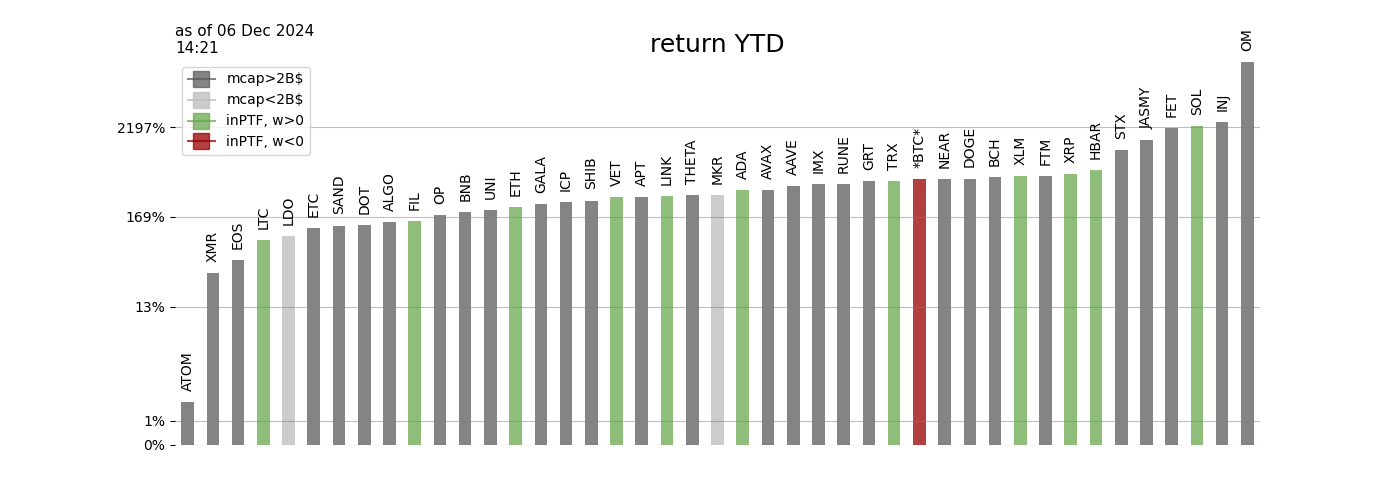 as of 06 Dec 2024
14:21
return YTD
mcap>2B$
mcap<2B$
inPTF, w>0
inPTF, w<0
2197%
169%
13%
1%
0%
ATOM
XMR
EOS
LTC
LDO
ETC
SAND
DOT
ALGO
FIL
OP
BNB
UNI
ETH
GALA
ICP
SHIB
VET
APT
LINK
THETA
MKR
ADA
AVAX
AAVE
IMX
RUNE
GRT
TRX
*BTC*
NEAR
DOGE
BCH
XLM
FTM
XRP
HBAR
STX
JASMY
FET
SOL
INJ
OM